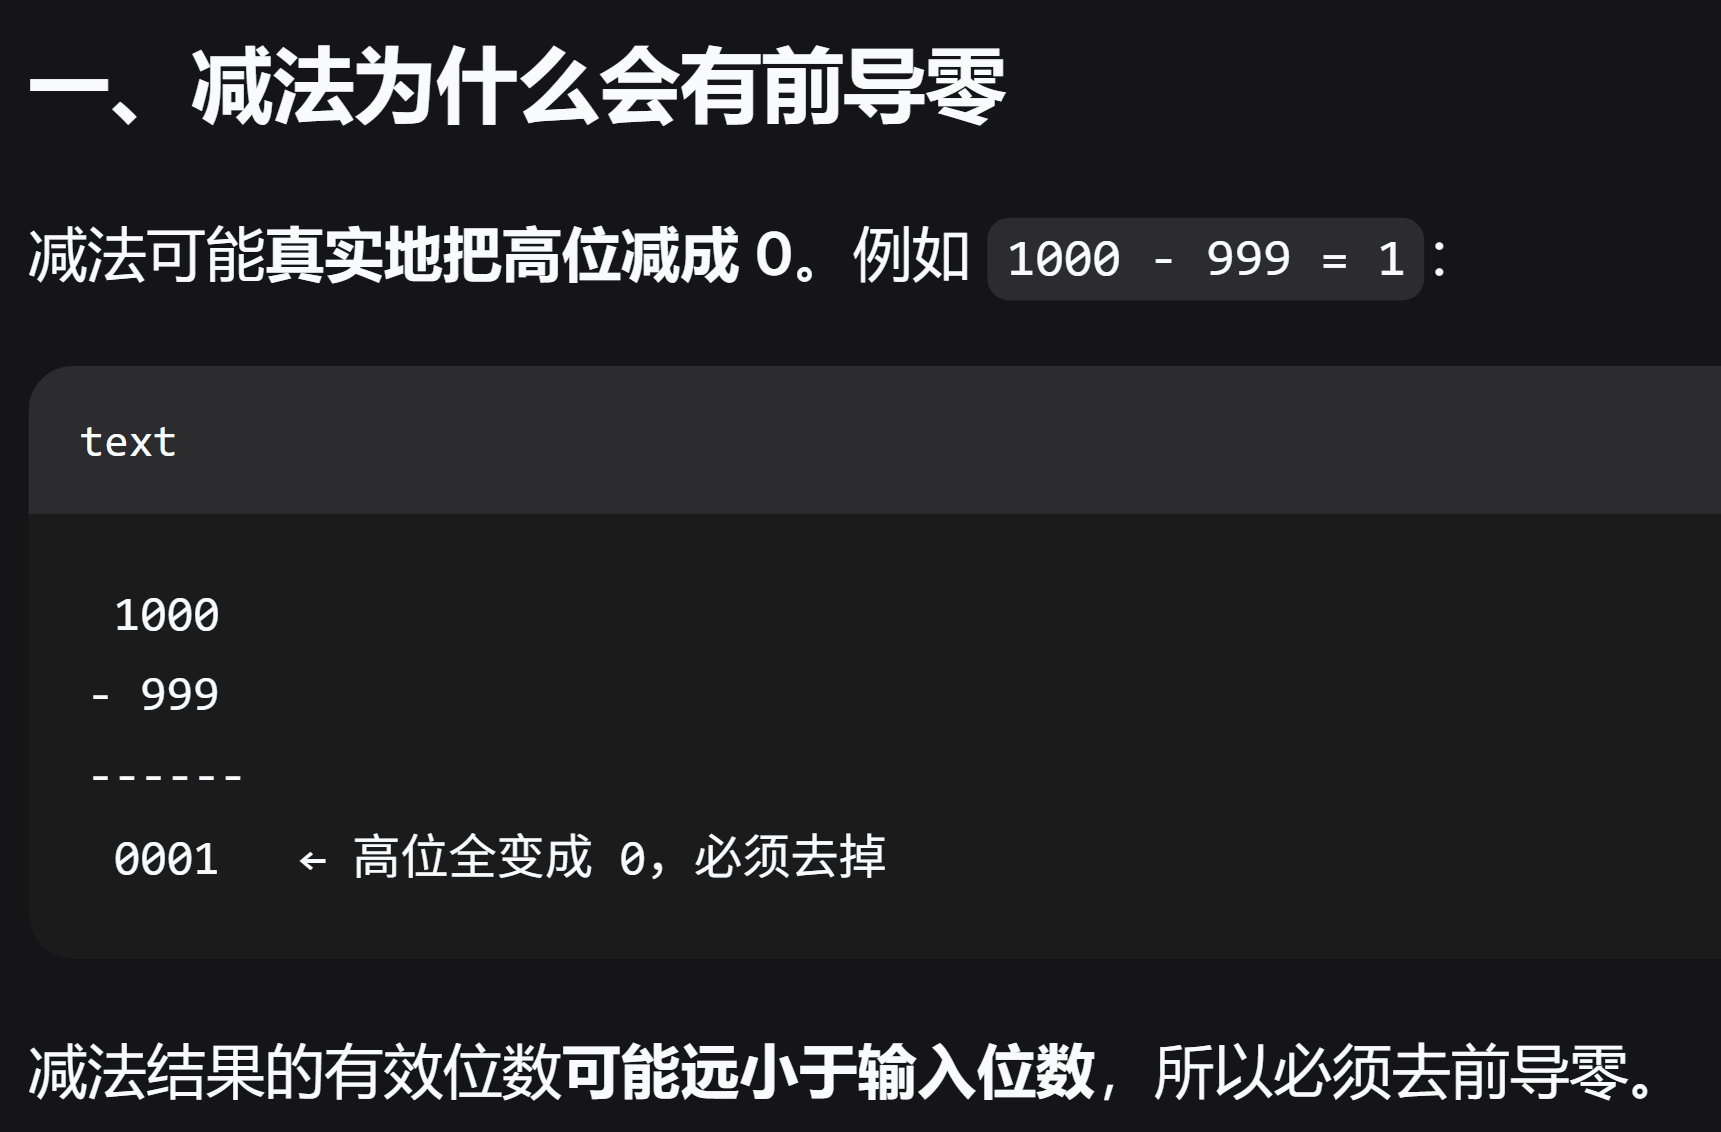 一、减法为什么会有前导零
减法可能真实地把高位减成 0。例如 1000 - 999 = 1：
text
 1000
- 999
------
 0001   ← 高位全变成 0，必须去掉
减法结果的有效位数可能远小于输入位数，所以必须去前导零。